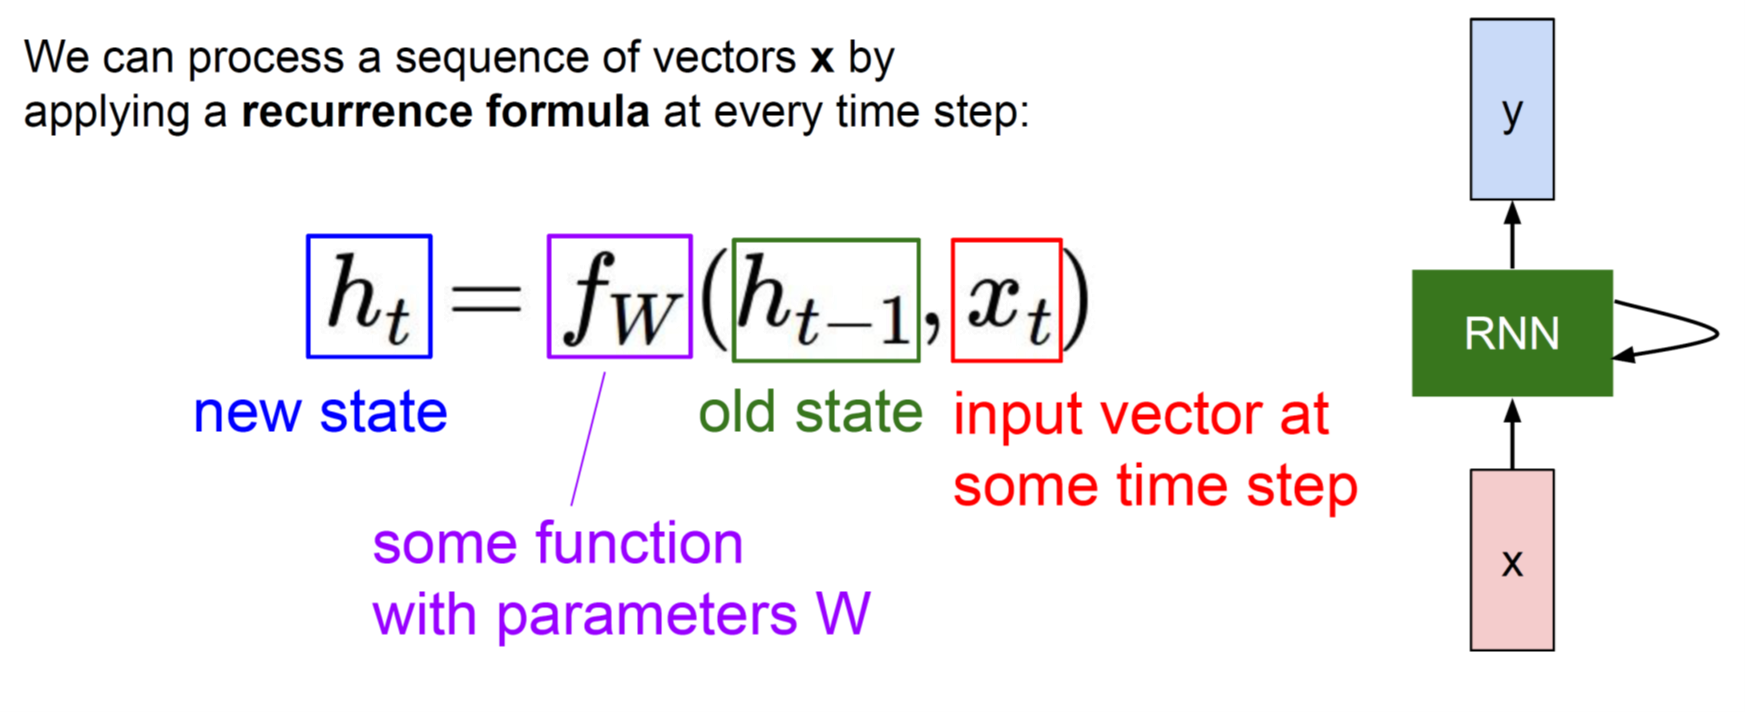 We can process a sequence of vectors x by
applying a recurrence formula at every time step:
h_t = f_W(h_{t-1}, x_t)
new state
old state
input vector at
some time step
some function
with parameters W
y
RNN
x